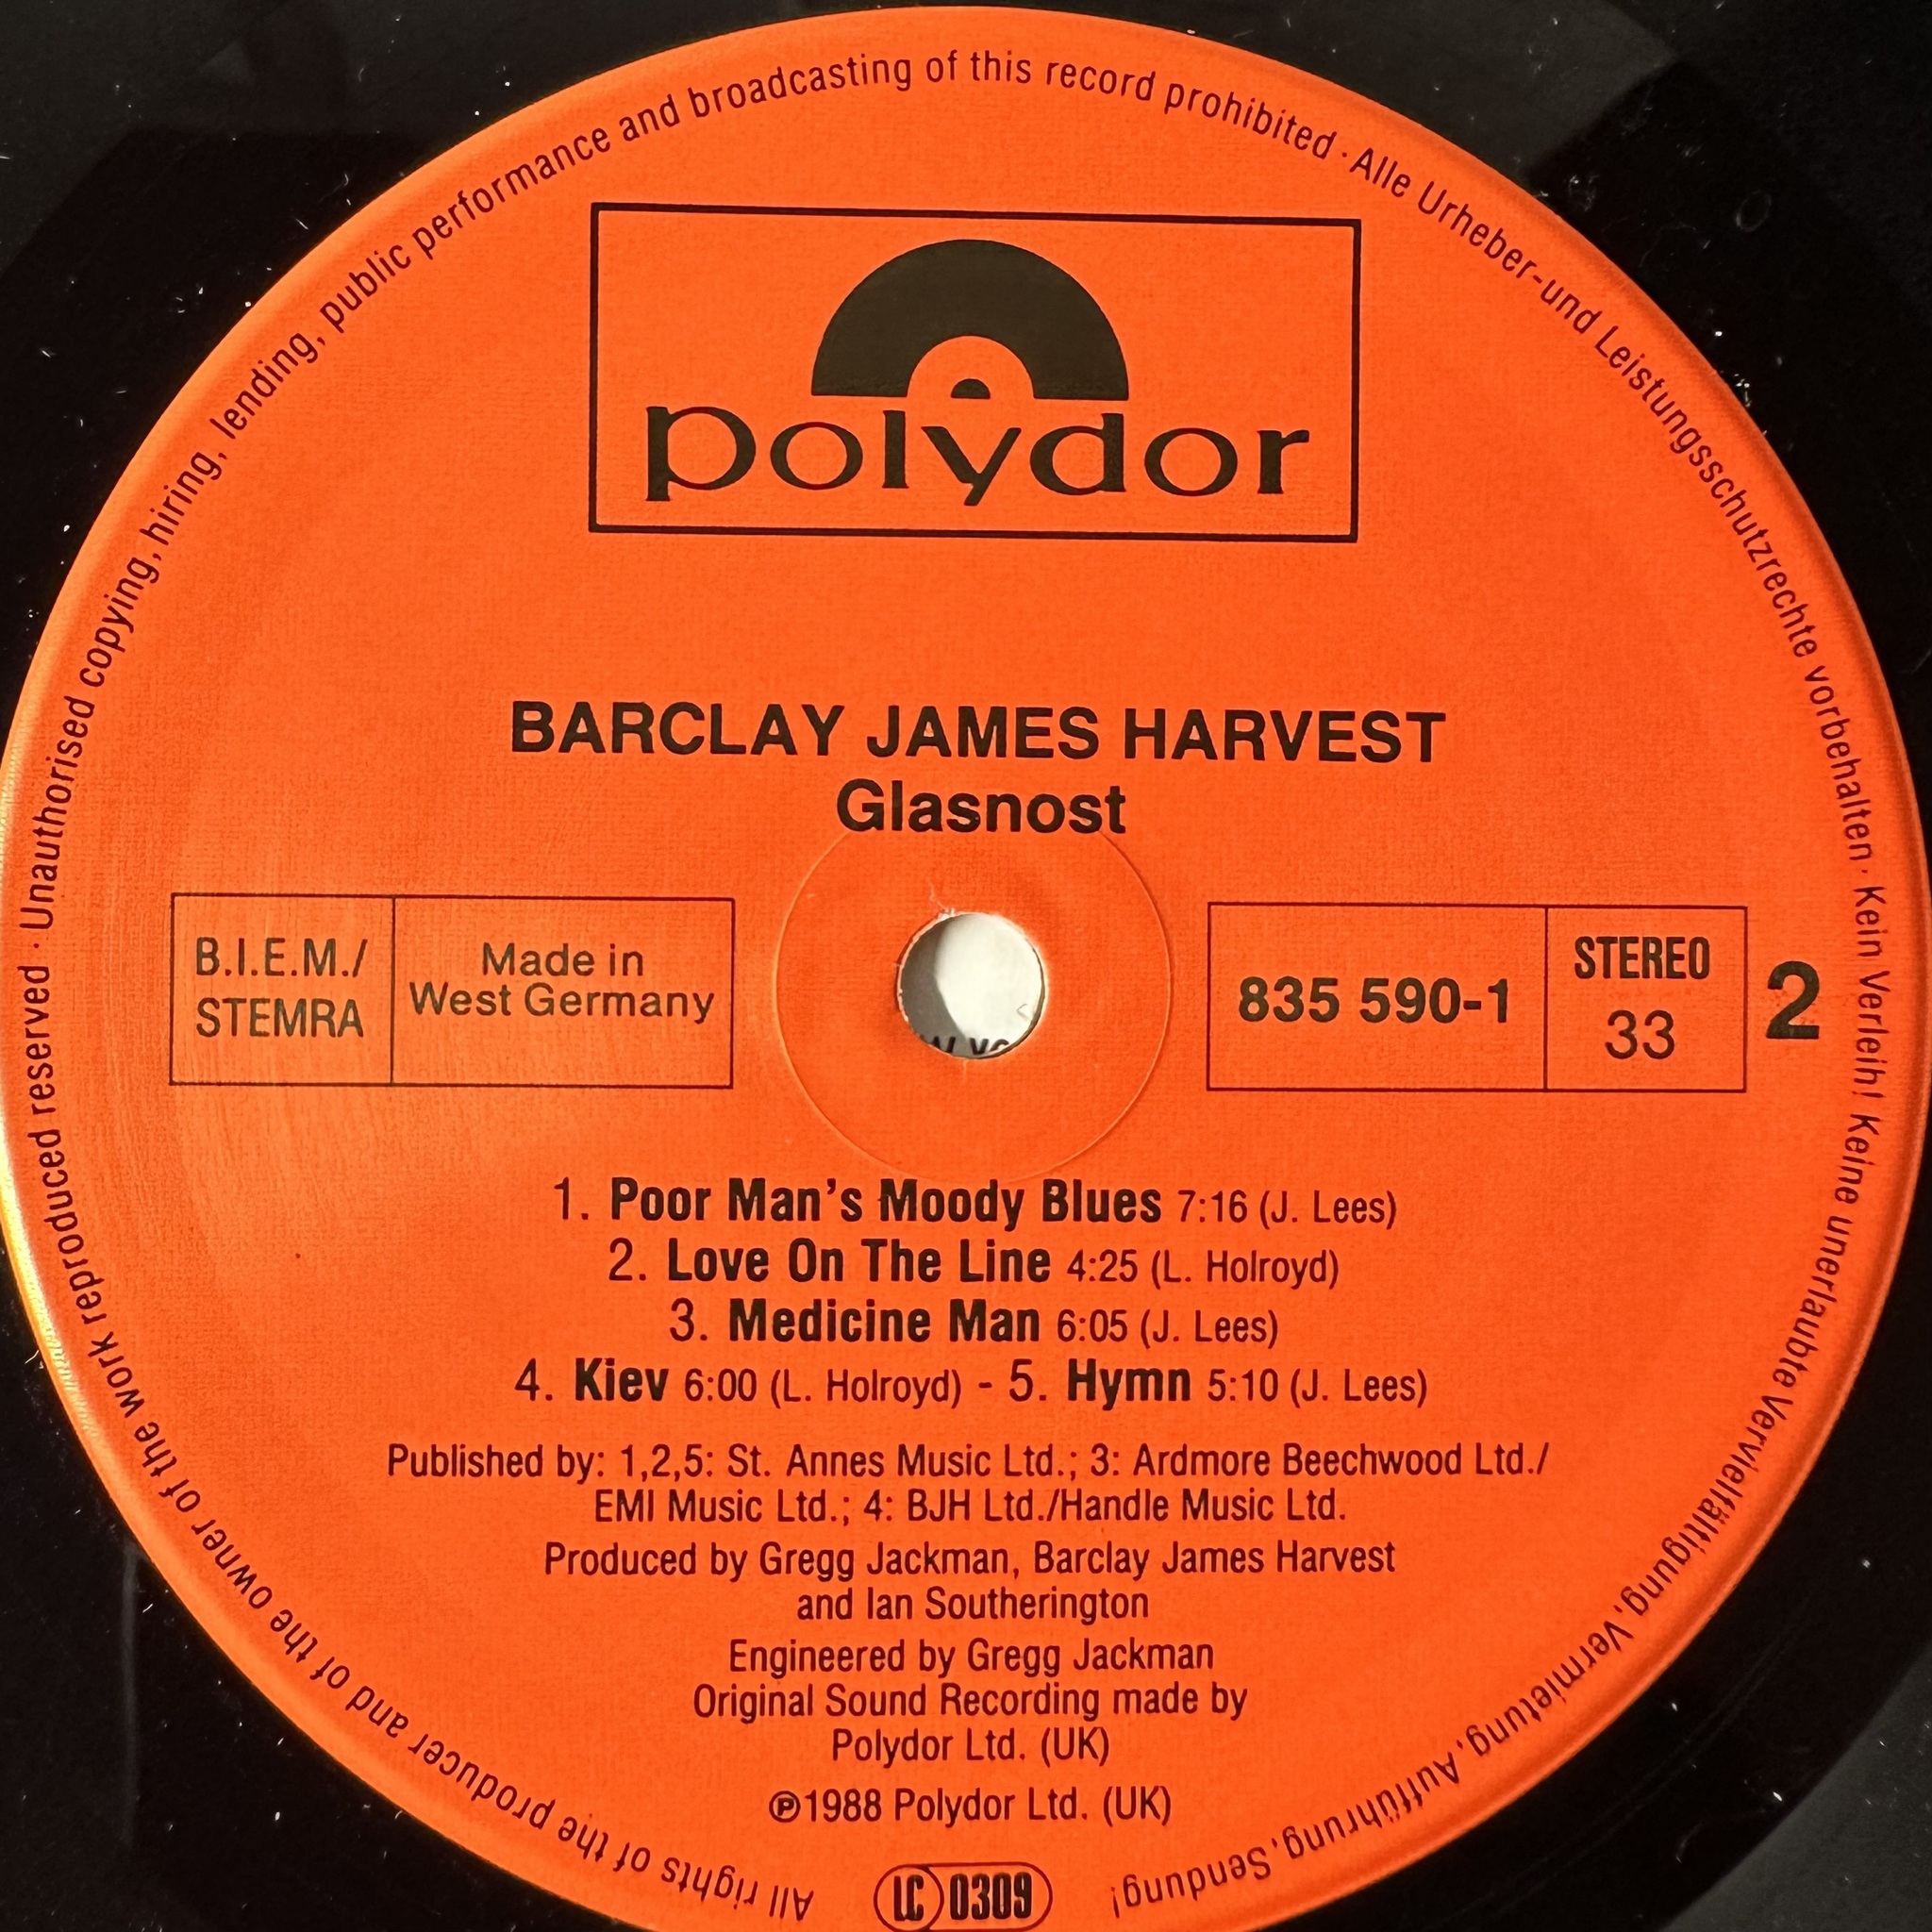 All rights of the producer and of the owner of the work reproduced reserved · Unauthorised copying, hiring, lending, public performance and broadcasting of this record prohibited · Alle Urheber-und Leistungsschutzrechte vorbehalten · Kein Verleih! Keine unerlaubte Vervielfältigung, Vermietung, Aufführung, Sendung!
polydor
BARCLAY JAMES HARVEST
Glasnost
B.I.E.M./
STEMRA
Made in
West Germany
835 590-1
STEREO
33
2
1. Poor Man's Moody Blues 7:16 (J. Lees)
2. Love On The Line 4:25 (L. Holroyd)
3. Medicine Man 6:05 (J. Lees)
4. Kiev 6:00 (L. Holroyd) - 5. Hymn 5:10 (J. Lees)
Published by: 1,2,5: St. Annes Music Ltd.; 3: Ardmore Beechwood Ltd./
EMI Music Ltd.; 4: BJH Ltd./Handle Music Ltd.
Produced by Gregg Jackman, Barclay James Harvest
and Ian Southerington
Engineered by Gregg Jackman
Original Sound Recording made by
Polydor Ltd. (UK)
℗1988 Polydor Ltd. (UK)
LC 0309